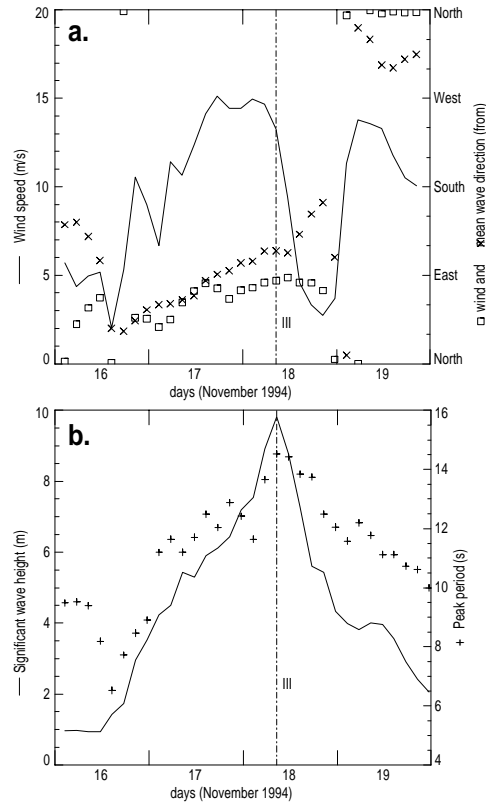 a.
20
15
10
5
0
Wind speed (m/s)
North
West
South
East
North
wind and mean wave direction (from)
III
16 17 18 19
days (November 1994)
b.
10
8
6
4
2
0
Significant wave height (m)
16
14
12
10
8
6
4
Peak period (s)
III
16 17 18 19
days (November 1994)